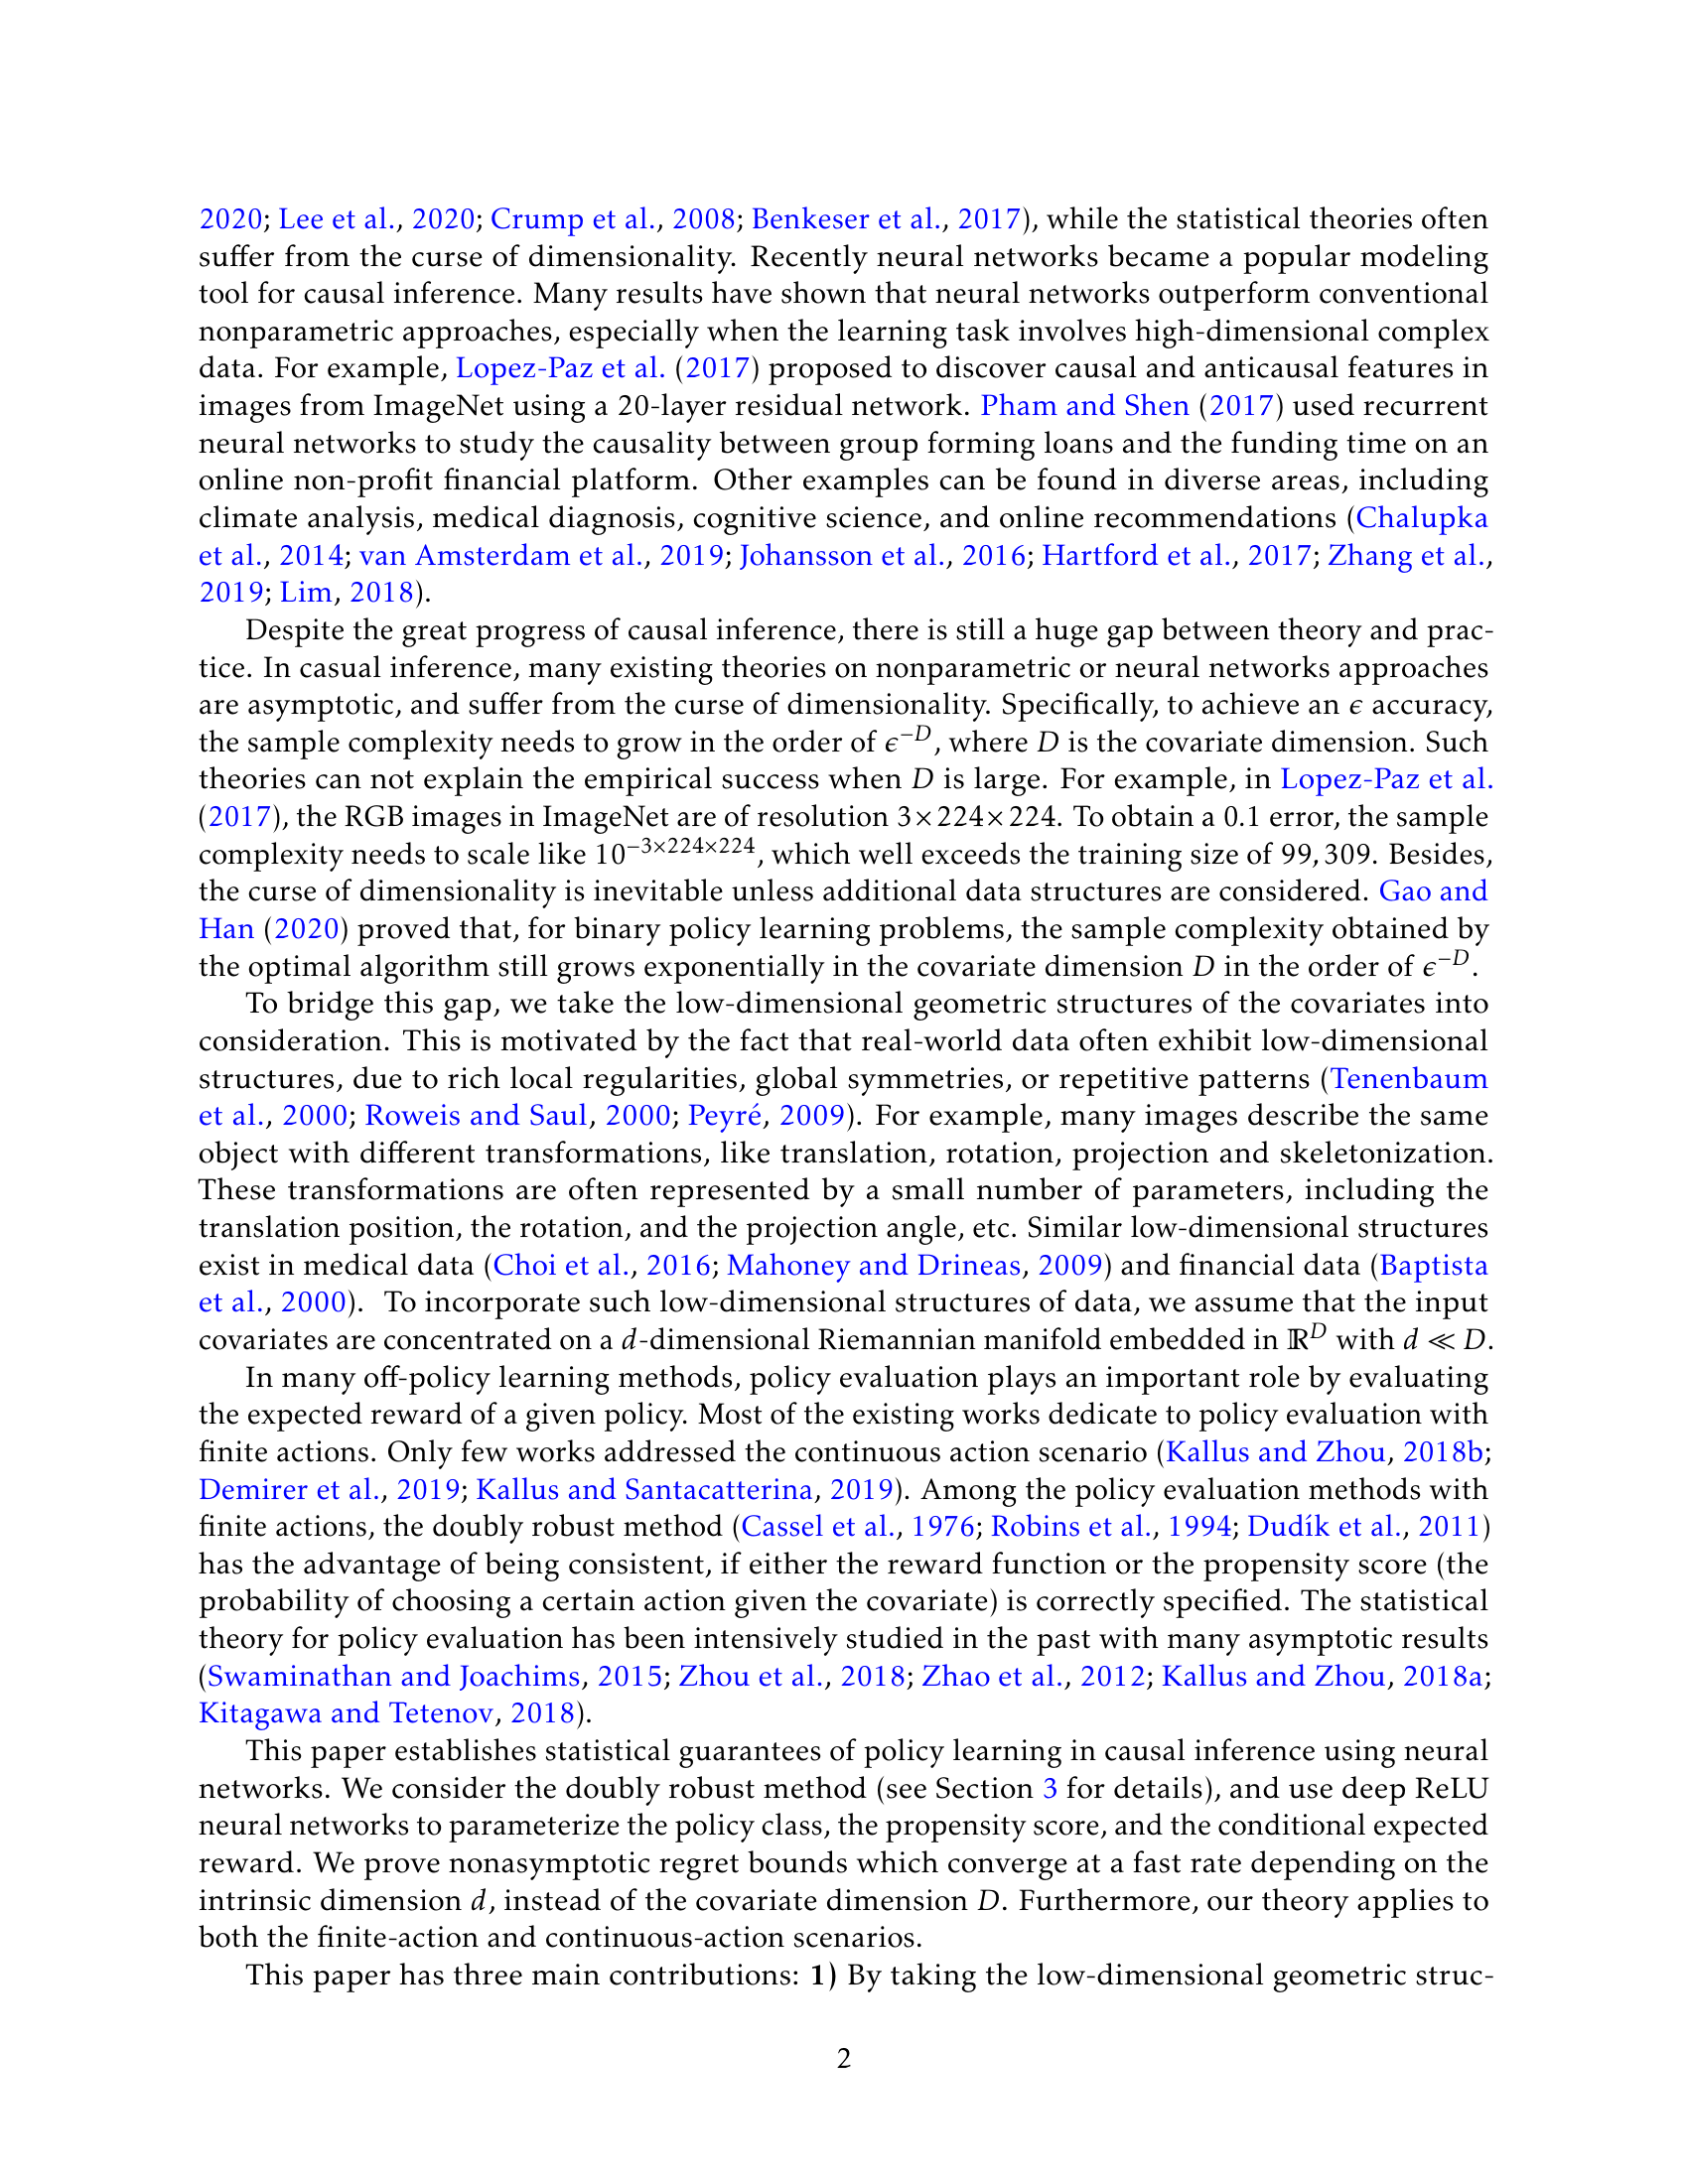 2020; Lee et al., 2020; Crump et al., 2008; Benkeser et al., 2017), while the statistical theories often
suffer from the curse of dimensionality. Recently neural networks became a popular modeling
tool for causal inference. Many results have shown that neural networks outperform conventional
nonparametric approaches, especially when the learning task involves high-dimensional complex
data. For example, Lopez-Paz et al. (2017) proposed to discover causal and anticausal features in
images from ImageNet using a 20-layer residual network. Pham and Shen (2017) used recurrent
neural networks to study the causality between group forming loans and the funding time on an
online non-profit financial platform. Other examples can be found in diverse areas, including
climate analysis, medical diagnosis, cognitive science, and online recommendations (Chalupka
et al., 2014; van Amsterdam et al., 2019; Johansson et al., 2016; Hartford et al., 2017; Zhang et al.,
2019; Lim, 2018).
Despite the great progress of causal inference, there is still a huge gap between theory and prac-
tice. In casual inference, many existing theories on nonparametric or neural networks approaches
are asymptotic, and suffer from the curse of dimensionality. Specifically, to achieve an ϵ accuracy,
the sample complexity needs to grow in the order of ϵ^{−D}, where D is the covariate dimension. Such
theories can not explain the empirical success when D is large. For example, in Lopez-Paz et al.
(2017), the RGB images in ImageNet are of resolution 3×224×224. To obtain a 0.1 error, the sample
complexity needs to scale like 10^{−3×224×224}, which well exceeds the training size of 99,309. Besides,
the curse of dimensionality is inevitable unless additional data structures are considered. Gao and
Han (2020) proved that, for binary policy learning problems, the sample complexity obtained by
the optimal algorithm still grows exponentially in the covariate dimension D in the order of ϵ^{−D}.
To bridge this gap, we take the low-dimensional geometric structures of the covariates into
consideration. This is motivated by the fact that real-world data often exhibit low-dimensional
structures, due to rich local regularities, global symmetries, or repetitive patterns (Tenenbaum
et al., 2000; Roweis and Saul, 2000; Peyré, 2009). For example, many images describe the same
object with different transformations, like translation, rotation, projection and skeletonization.
These transformations are often represented by a small number of parameters, including the
translation position, the rotation, and the projection angle, etc. Similar low-dimensional structures
exist in medical data (Choi et al., 2016; Mahoney and Drineas, 2009) and financial data (Baptista
et al., 2000). To incorporate such low-dimensional structures of data, we assume that the input
covariates are concentrated on a d-dimensional Riemannian manifold embedded in ℝ^D with d ≪ D.
In many off-policy learning methods, policy evaluation plays an important role by evaluating
the expected reward of a given policy. Most of the existing works dedicate to policy evaluation with
finite actions. Only few works addressed the continuous action scenario (Kallus and Zhou, 2018b;
Demirer et al., 2019; Kallus and Santacatterina, 2019). Among the policy evaluation methods with
finite actions, the doubly robust method (Cassel et al., 1976; Robins et al., 1994; Dudík et al., 2011)
has the advantage of being consistent, if either the reward function or the propensity score (the
probability of choosing a certain action given the covariate) is correctly specified. The statistical
theory for policy evaluation has been intensively studied in the past with many asymptotic results
(Swaminathan and Joachims, 2015; Zhou et al., 2018; Zhao et al., 2012; Kallus and Zhou, 2018a;
Kitagawa and Tetenov, 2018).
This paper establishes statistical guarantees of policy learning in causal inference using neural
networks. We consider the doubly robust method (see Section 3 for details), and use deep ReLU
neural networks to parameterize the policy class, the propensity score, and the conditional expected
reward. We prove nonasymptotic regret bounds which converge at a fast rate depending on the
intrinsic dimension d, instead of the covariate dimension D. Furthermore, our theory applies to
both the finite-action and continuous-action scenarios.
This paper has three main contributions: 1) By taking the low-dimensional geometric struc-
2